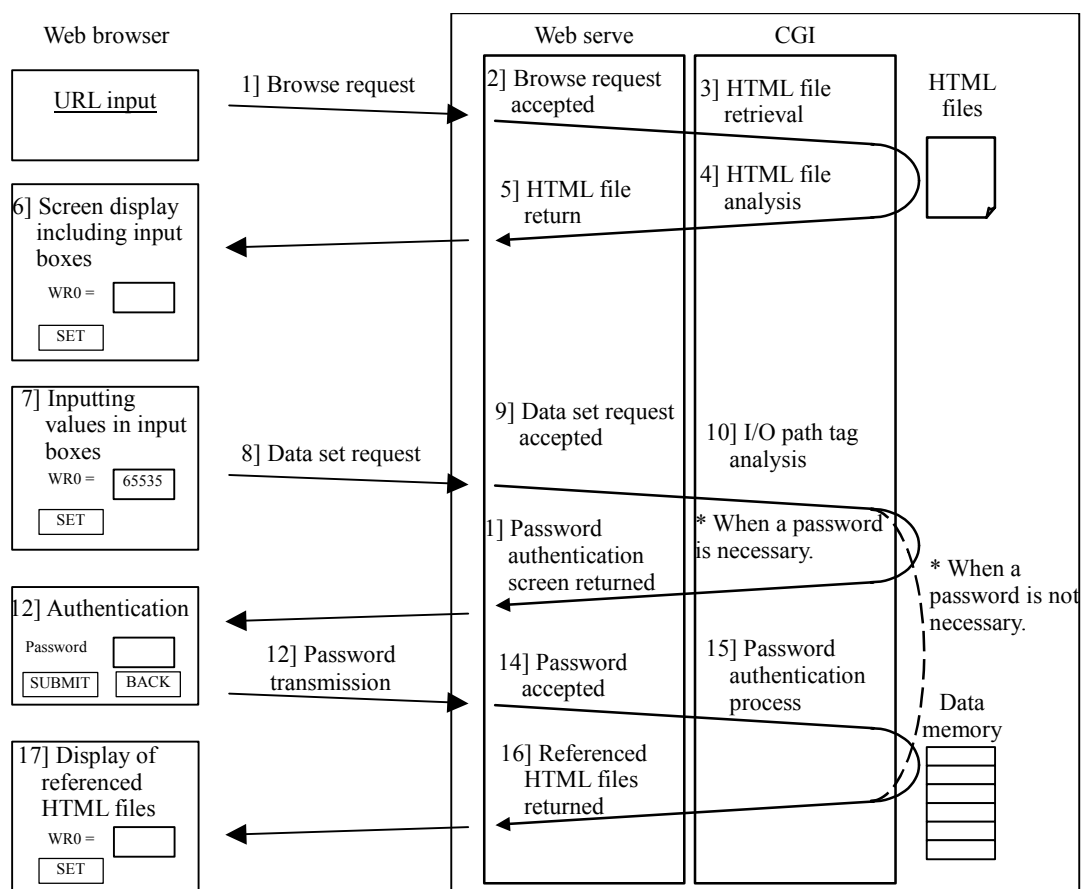 Web browser
Web serve
CGI
URL input
1] Browse request
2] Browse request
accepted
3] HTML file
retrieval
HTML
files
4] HTML file
analysis
5] HTML file
return
6] Screen display
including input
boxes
WR0 =
SET
7] Inputting
values in input
boxes
WR0 =
65535
SET
8] Data set request
9] Data set request
accepted
10] I/O path tag
analysis
1] Password
authentication
screen returned
* When a password
is necessary.
* When a
password is not
necessary.
12] Authentication
Password
SUBMIT
BACK
12] Password
transmission
14] Password
accepted
15] Password
authentication
process
Data
memory
16] Referenced
HTML files
returned
17] Display of
referenced
HTML files
WR0 =
SET